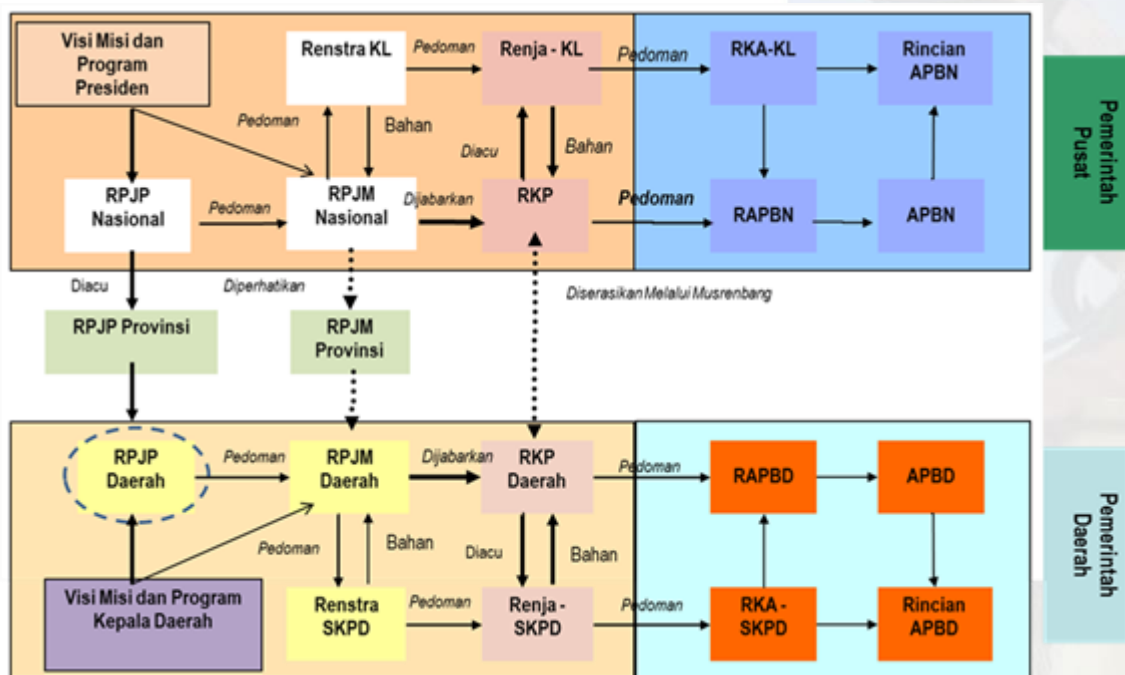 Visi Misi dan
Program
Presiden
Renstra KL
Pedoman
Renja - KL
Pedoman
RKA-KL
Rincian
APBN
Pedoman
Bahan
Diacu
Bahan
RPJP
Nasional
Pedoman
RPJM
Nasional
Dijabarkan
RKP
Pedoman
RAPBN
APBN
Pemerintah
Pusat
Diacu
Diperhatikan
Diserasikan Melalui Musrenbang
RPJP Provinsi
RPJM
Provinsi
RPJP
Daerah
Pedoman
RPJM
Daerah
Dijabarkan
RKP
Daerah
Pedoman
RAPBD
APBD
Pedoman
Bahan
Diacu
Bahan
Visi Misi dan Program
Kepala Daerah
Renstra
SKPD
Pedoman
Renja -
SKPD
Pedoman
RKA -
SKPD
Rincian
APBD
Pemerintah
Daerah